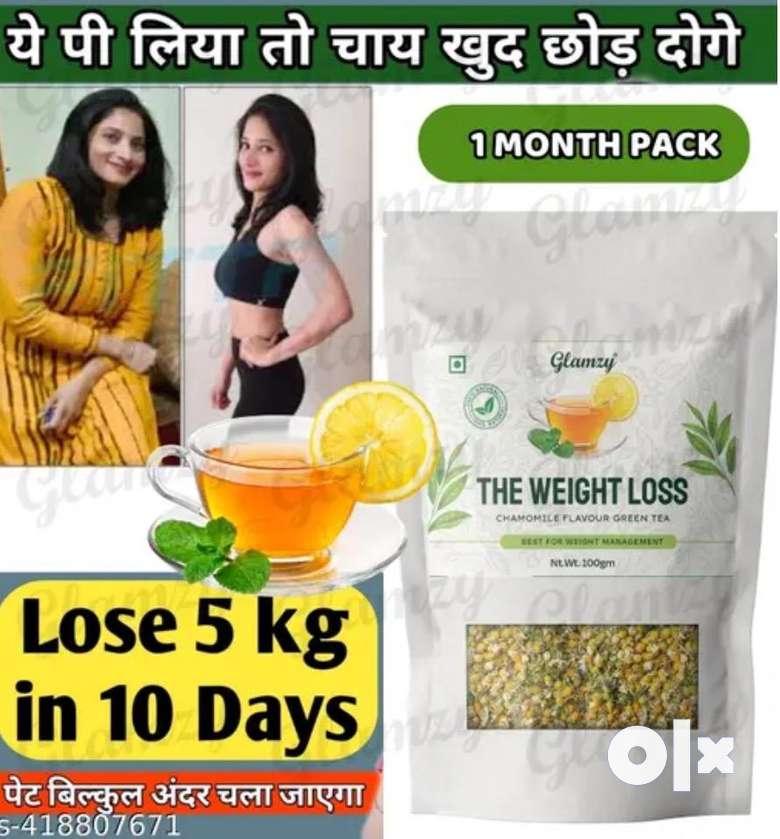 ये पी लिया तो चाय खुद छोड़ दोगे
1 MONTH PACK
Glamzy
THE WEIGHT LOSS
CHAMOMILE FLAVOUR GREEN TEA
BEST FOR WEIGHT MANAGEMENT
Nt.Wt.:100gm
Lose 5 kg
in 10 Days
पेट बिल्कुल अंदर चला जाएगा
s-418807671
olx